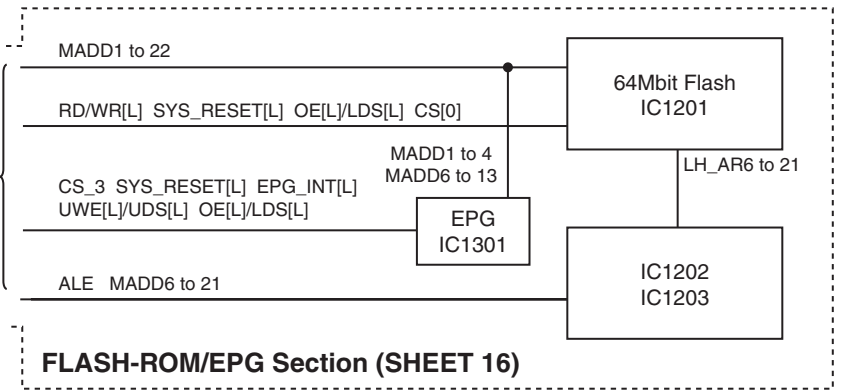 MADD1 to 22
64Mbit Flash
IC1201
RD/WR[L] SYS_RESET[L] OE[L]/LDS[L] CS[0]
MADD1 to 4
MADD6 to 13
LH_AR6 to 21
CS_3 SYS_RESET[L] EPG_INT[L]
UWE[L]/UDS[L] OE[L]/LDS[L]
EPG
IC1301
IC1202
IC1203
ALE MADD6 to 21
FLASH-ROM/EPG Section (SHEET 16)